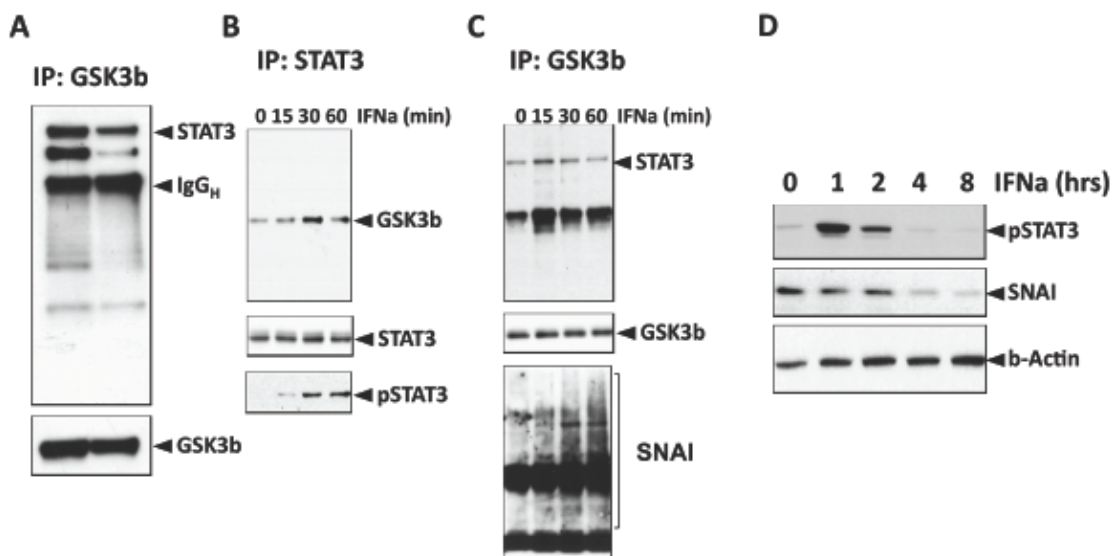 A
IP: GSK3b
STAT3
IgGH
GSK3b
B
IP: STAT3
0 15 30 60 IFNa (min)
GSK3b
STAT3
pSTAT3
C
IP: GSK3b
0 15 30 60 IFNa (min)
STAT3
GSK3b
SNAI
D
0 1 2 4 8 IFNa (hrs)
pSTAT3
SNAI
b-Actin